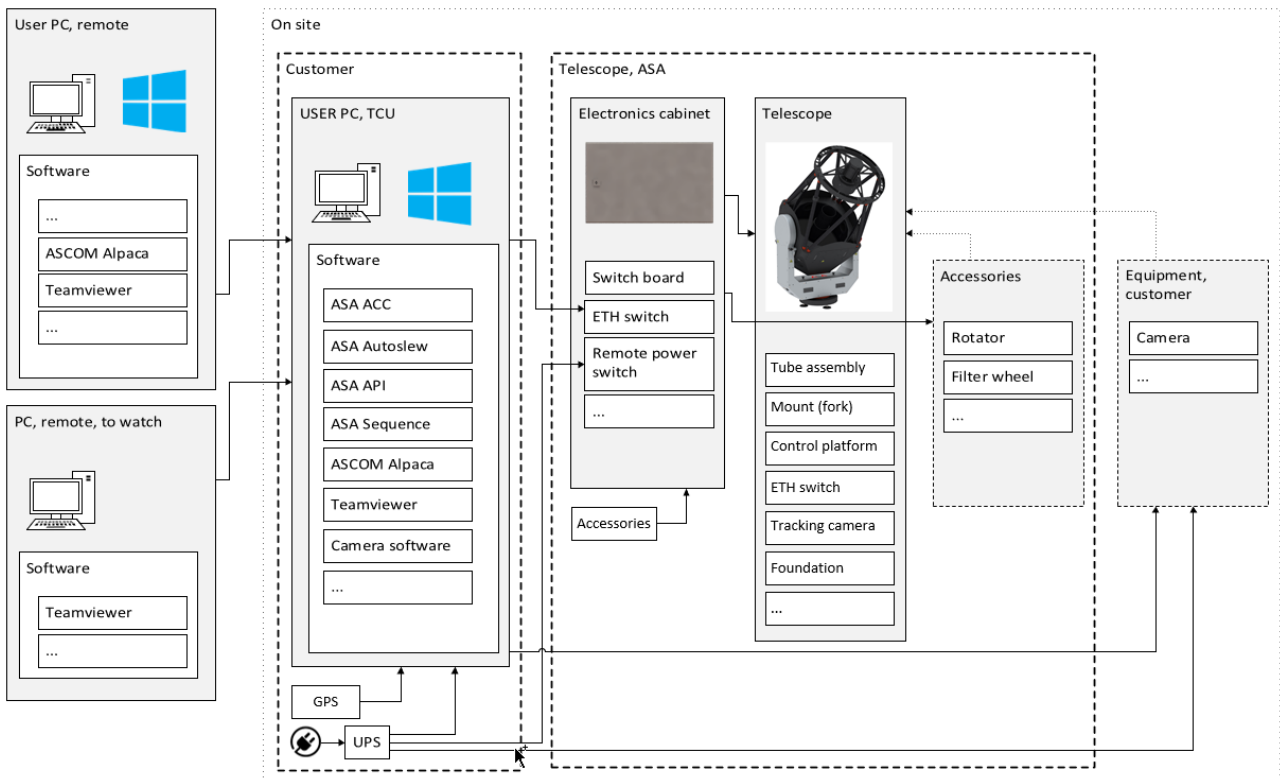 User PC, remote
Software
...
ASCOM Alpaca
Teamviewer
...
PC, remote, to watch
Software
Teamviewer
...
On site
Customer
USER PC, TCU
Software
ASA ACC
ASA Autoslew
ASA API
ASA Sequence
ASCOM Alpaca
Teamviewer
Camera software
...
GPS
UPS
Telescope, ASA
Electronics cabinet
Switch board
ETH switch
Remote power
switch
...
Accessories
Telescope
Tube assembly
Mount (fork)
Control platform
ETH switch
Tracking camera
Foundation
...
Accessories
Rotator
Filter wheel
...
Equipment,
customer
Camera
...